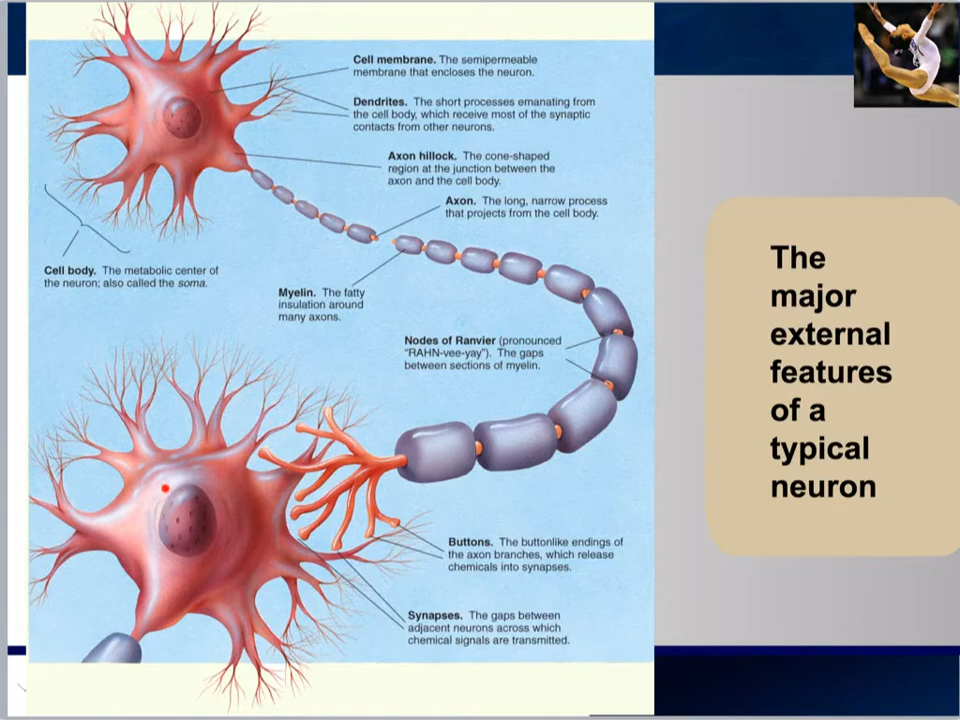 Cell membrane. The semipermeable
membrane that encloses the neuron.
Dendrites. The short processes emanating from
the cell body, which receive most of the synaptic
contacts from other neurons.
Axon hillock. The cone-shaped
region at the junction between the
axon and the cell body.
Axon. The long, narrow process
that projects from the cell body.
Cell body. The metabolic center of
the neuron; also called the soma.
Myelin. The fatty
insulation around
many axons.
Nodes of Ranvier (pronounced
“RAHN-vee-yay”). The gaps
between sections of myelin.
Buttons. The buttonlike endings of
the axon branches, which release
chemicals into synapses.
Synapses. The gaps between
adjacent neurons across which
chemical signals are transmitted.
The
major
external
features
of a
typical
neuron